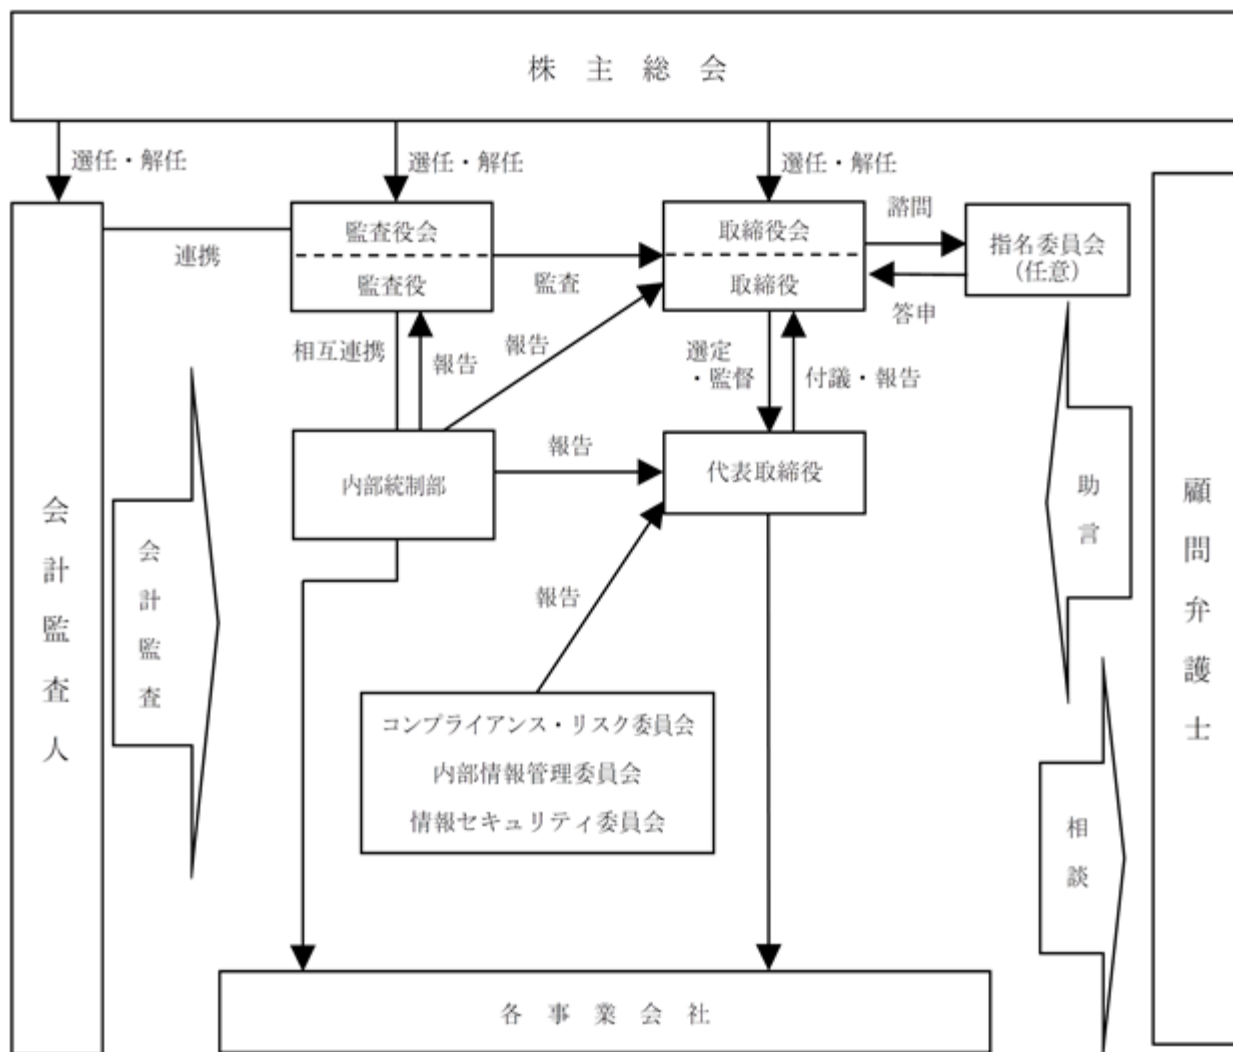 株主総会
選任・解任
選任・解任
選任・解任
監査役会
監査役
取締役会
取締役
諮問
指名委員会
（任意）
答申
連携
監査
相互連携
報告
報告
選定
・監督
付議・報告
内部統制部
報告
代表取締役
会計監査人
会計監査
助言
顧問弁護士
報告
コンプライアンス・リスク委員会
内部情報管理委員会
情報セキュリティ委員会
相談
各事業会社